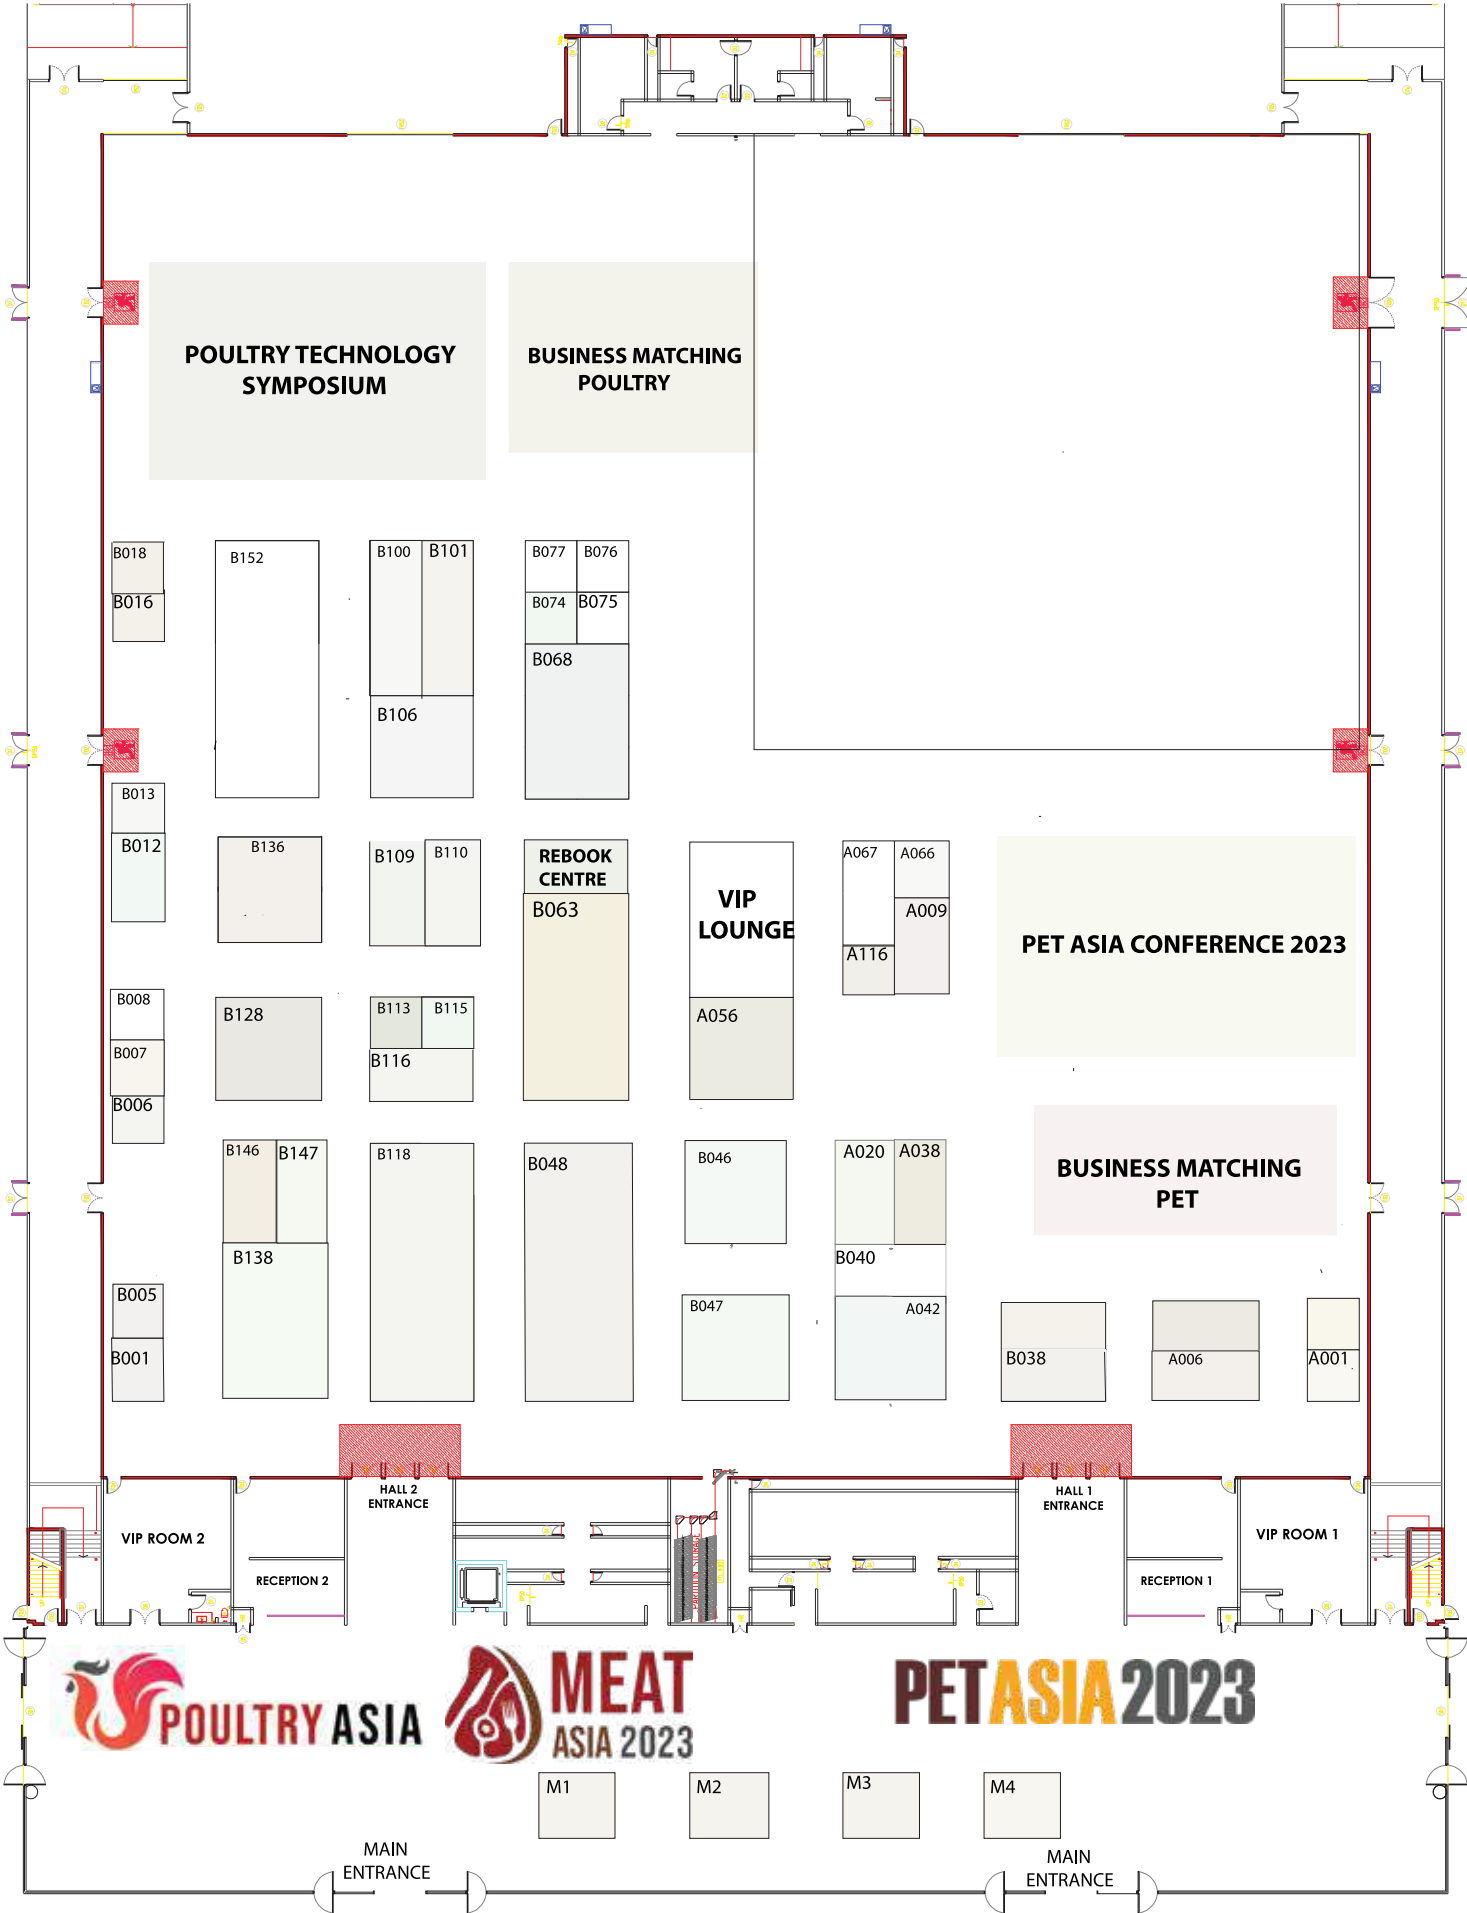 POULTRY TECHNOLOGY
SYMPOSIUM
BUSINESS MATCHING
POULTRY
B018
B016
B152
B100
B101
B106
B077
B076
B074
B075
B068
B013
B012
B136
B109
B110
REBOOK
CENTRE
B063
VIP
LOUNGE
A056
A067
A066
A009
A116
PET ASIA CONFERENCE 2023
B008
B007
B006
B128
B113
B115
B116
BUSINESS MATCHING
PET
B146
B147
B138
B118
B048
B046
B047
A020
A038
B040
A042
B005
B001
B038
A006
A001
HALL 2
ENTRANCE
HALL 1
ENTRANCE
VIP ROOM 2
RECEPTION 2
PARTITION STORAGE
RECEPTION 1
VIP ROOM 1
POULTRY ASIA
MEAT
ASIA 2023
PETASIA2023
M1
M2
M3
M4
MAIN
ENTRANCE
MAIN
ENTRANCE